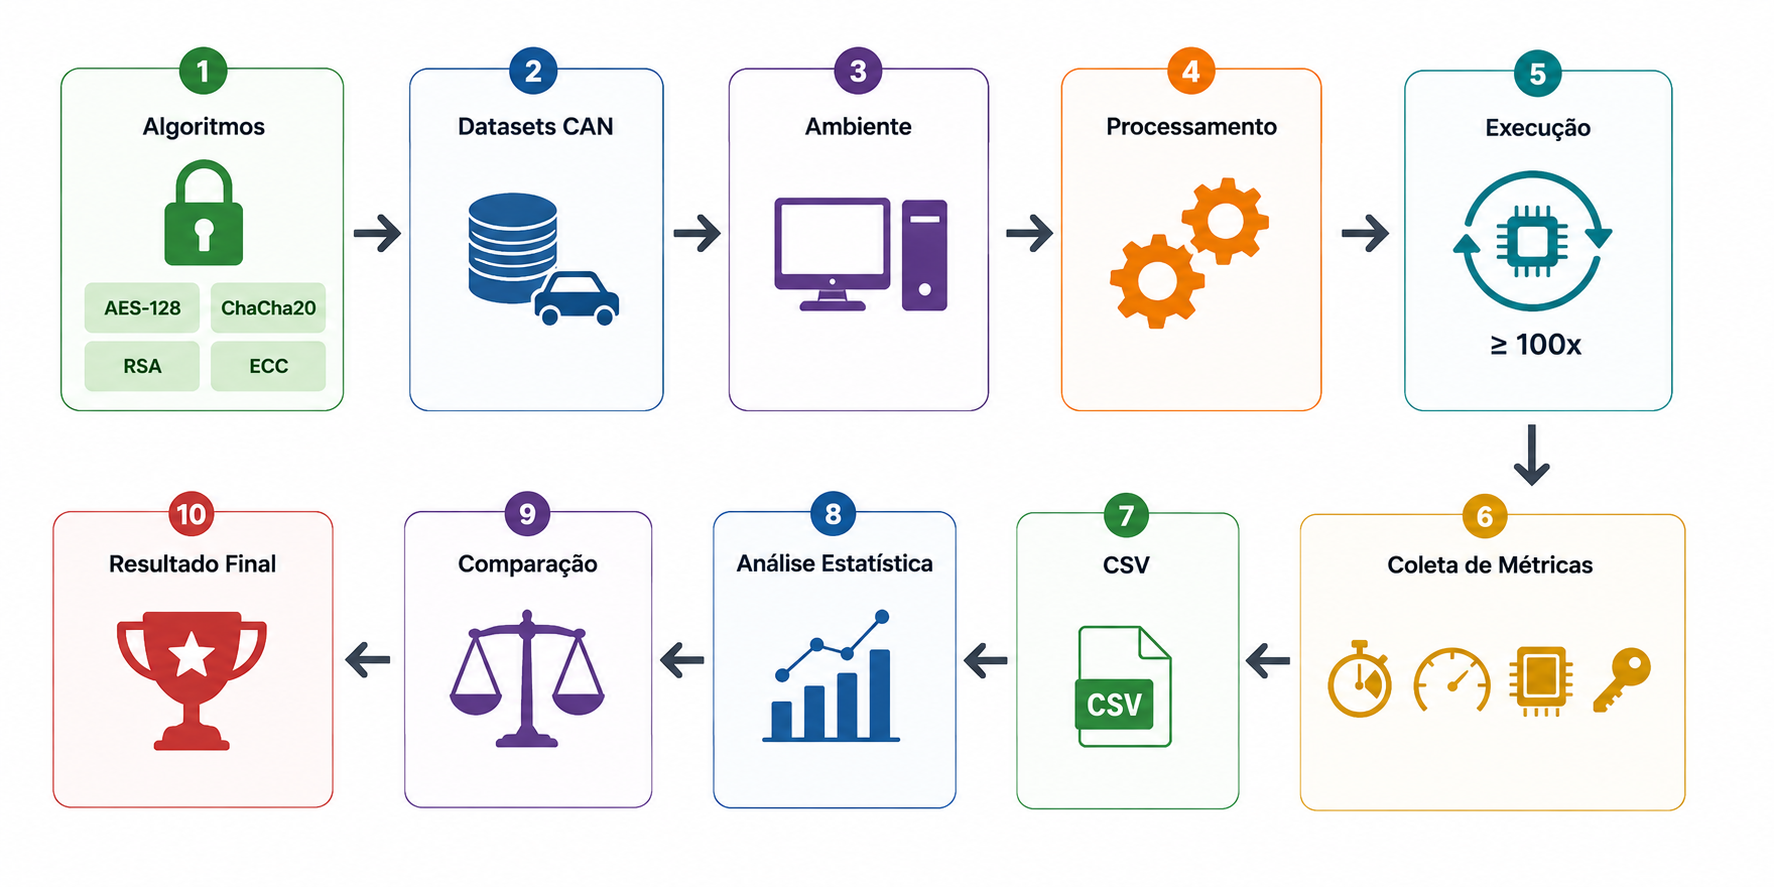 1
Algoritmos
AES-128
ChaCha20
RSA
ECC
2
Datasets CAN
3
Ambiente
4
Processamento
5
Execução
≥ 100x
6
Coleta de Métricas
7
CSV
CSV
8
Análise Estatística
9
Comparação
10
Resultado Final